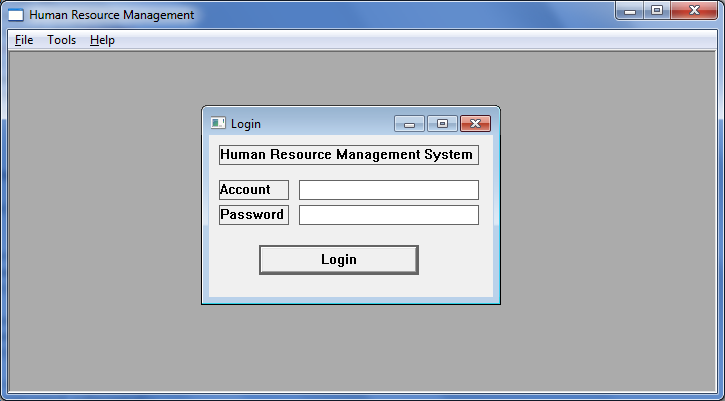 Human Resource Management
File Tools Help
Login
Human Resource Management System
Account
Password
Login